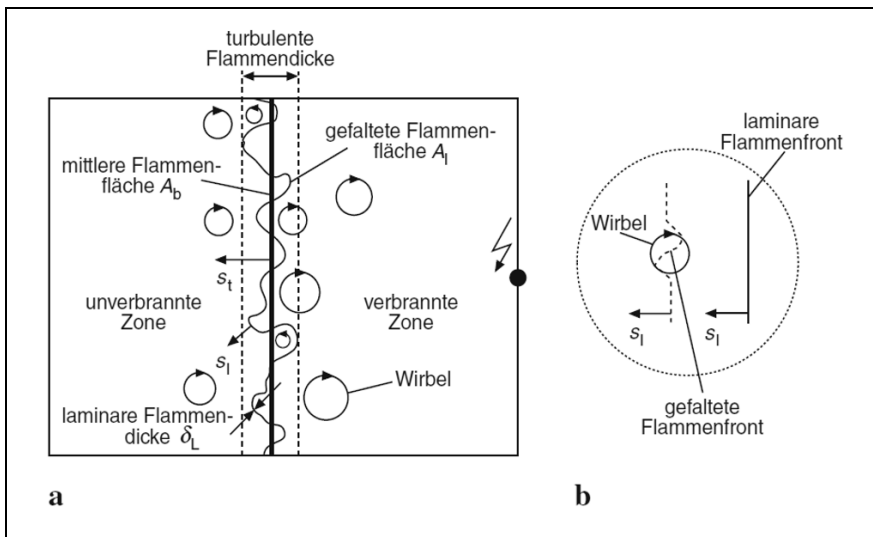 turbulente
Flammendicke
gefaltete Flammen-
fläche A_l
mittlere Flammen-
fläche A_b
s_t
unverbrannte
Zone
verbrannte
Zone
s_l
Wirbel
laminare Flammen-
dicke δ_L
a
laminare
Flammenfront
Wirbel
s_l
s_l
gefaltete
Flammenfront
b